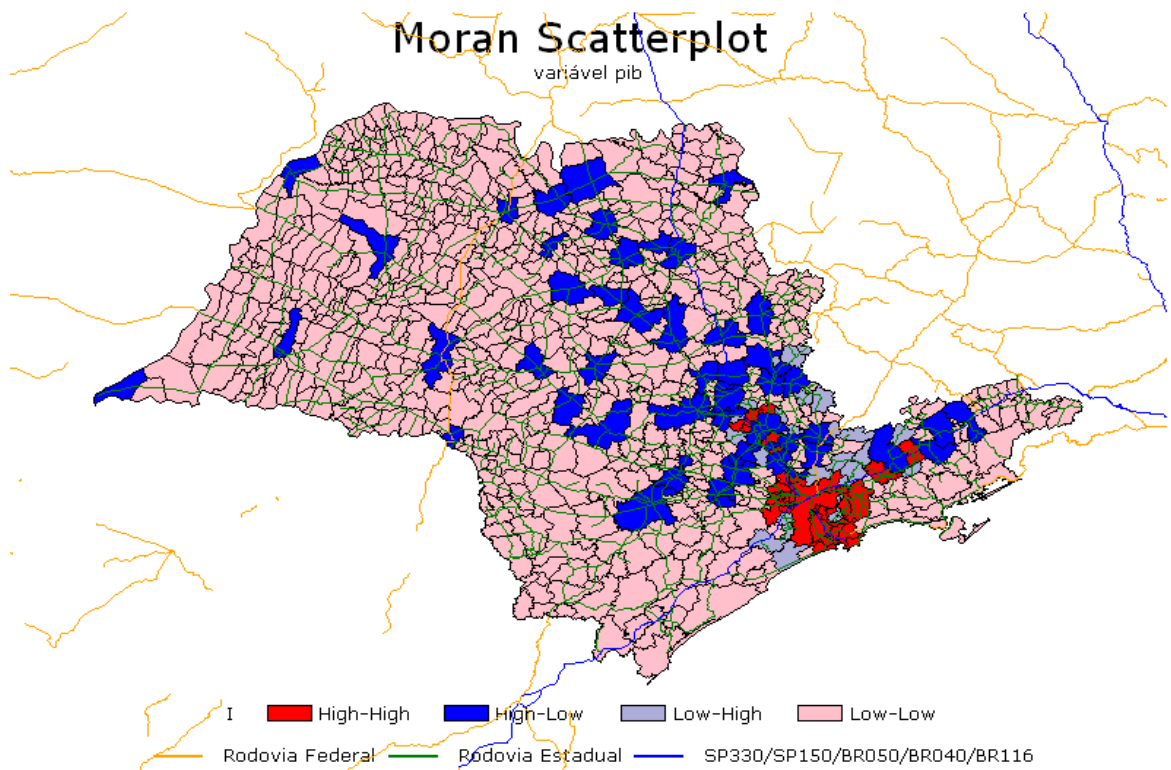 Moran Scatterplot
variável pib
I High-High High-Low Low-High Low-Low
Rodovia Federal Rodovia Estadual SP330/SP150/BR050/BR040/BR116